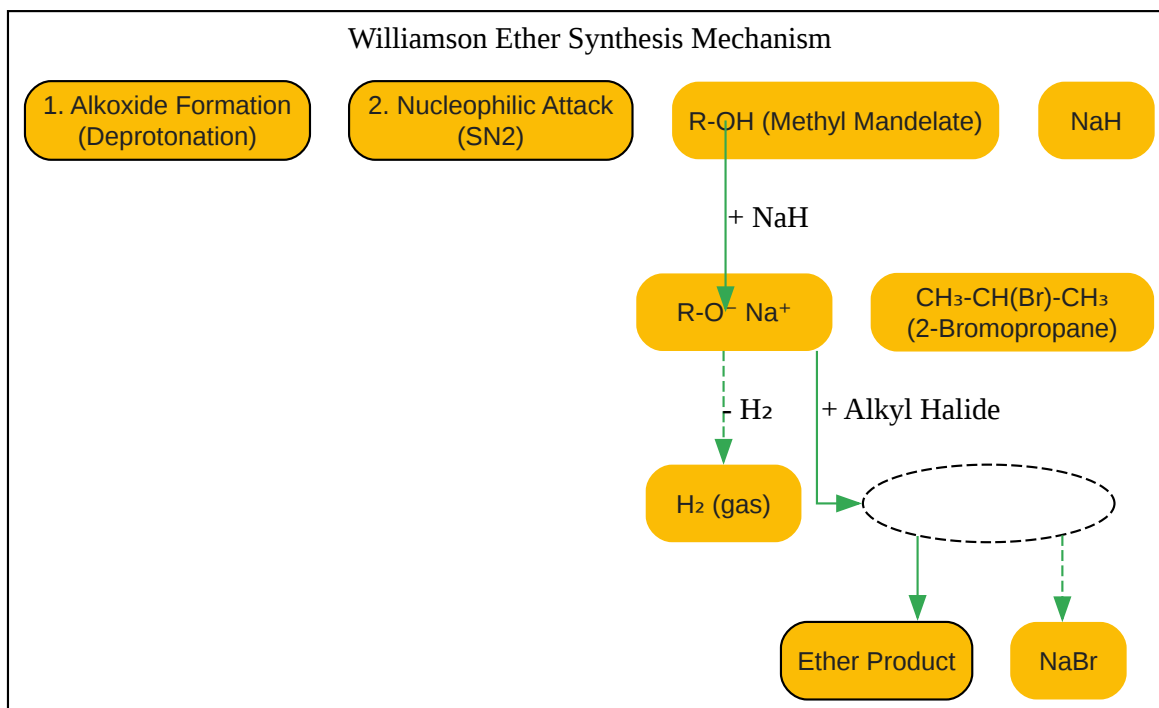 Williamson Ether Synthesis Mechanism
1. Alkoxide Formation
(Deprotonation)
2. Nucleophilic Attack
(SN2)
R-OH (Methyl Mandelate)
NaH
+ NaH
R-O⁻ Na⁺
CH₃-CH(Br)-CH₃
(2-Bromopropane)
- H₂
+ Alkyl Halide
H₂ (gas)
Ether Product
NaBr